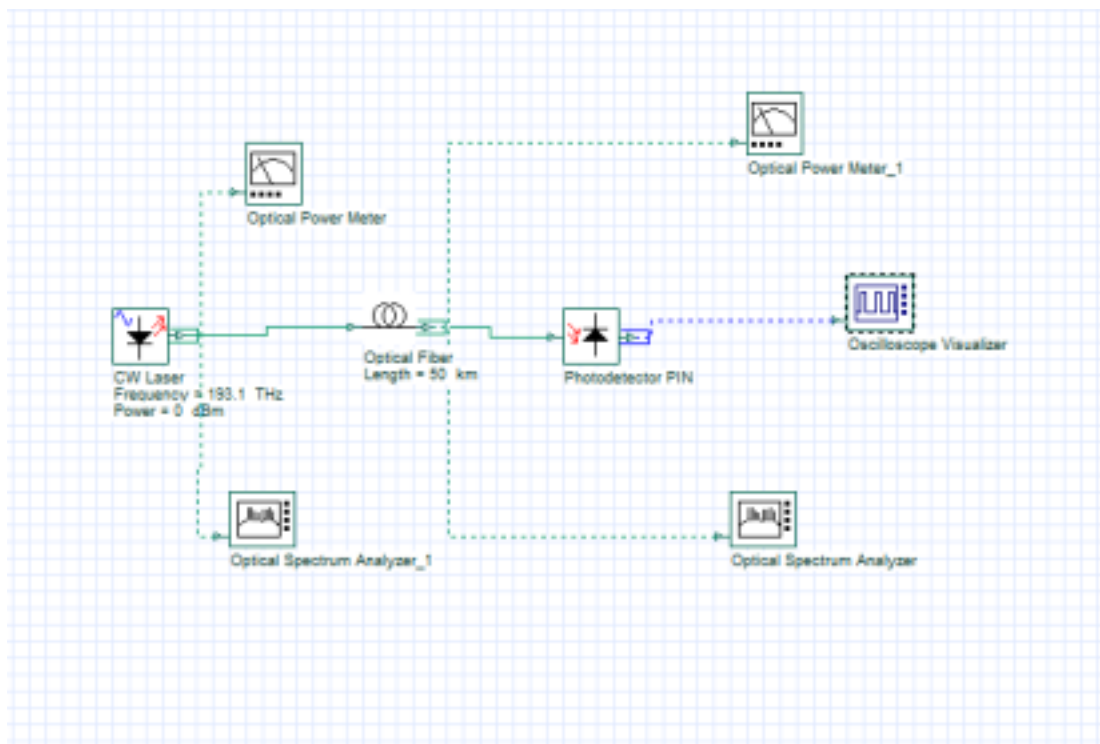 Optical Power Meter_1
Optical Power Meter
Oscilloscope Visualizer
Optical Fiber
Length = 50 km
CW Laser
Frequency = 193.1 THz
Power = 0 dBm
Photodetector PIN
Optical Spectrum Analyzer_1
Optical Spectrum Analyzer